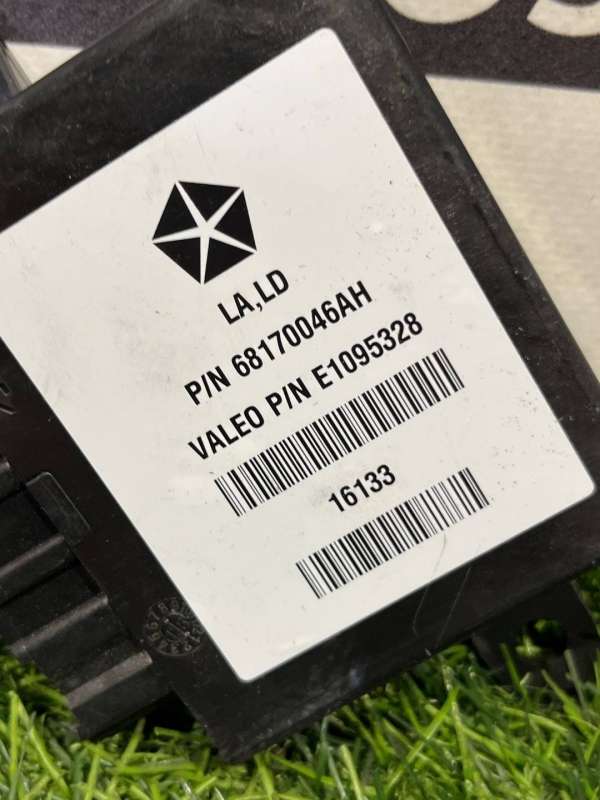 LA,LD
P/N 68170046AH
VALEO P/N E1095328
16133